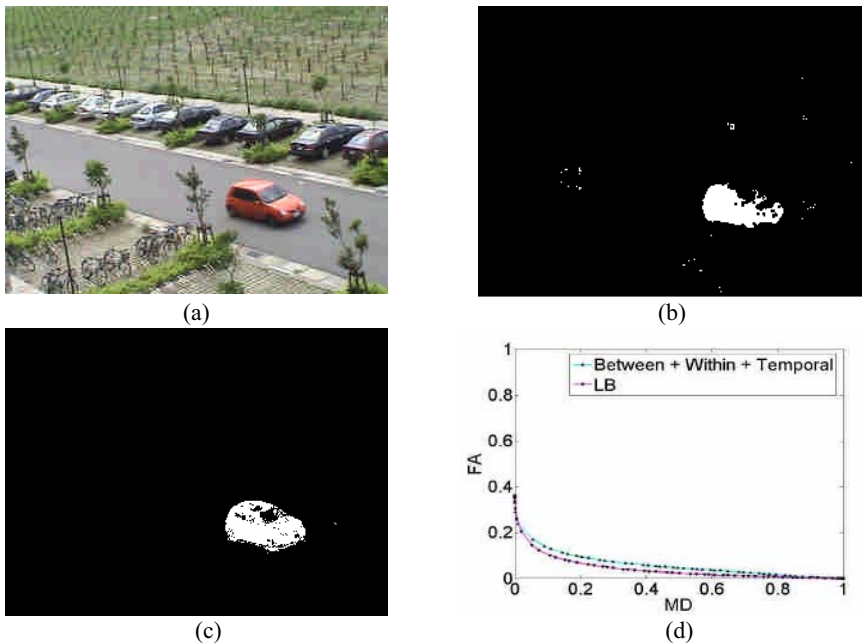 (a)
(b)
(c)
1
Between + Within + Temporal
LB
0.8
0.6
FA
0.4
0.2
0
0 0.2 0.4 0.6 0.8 1
MD
(d)